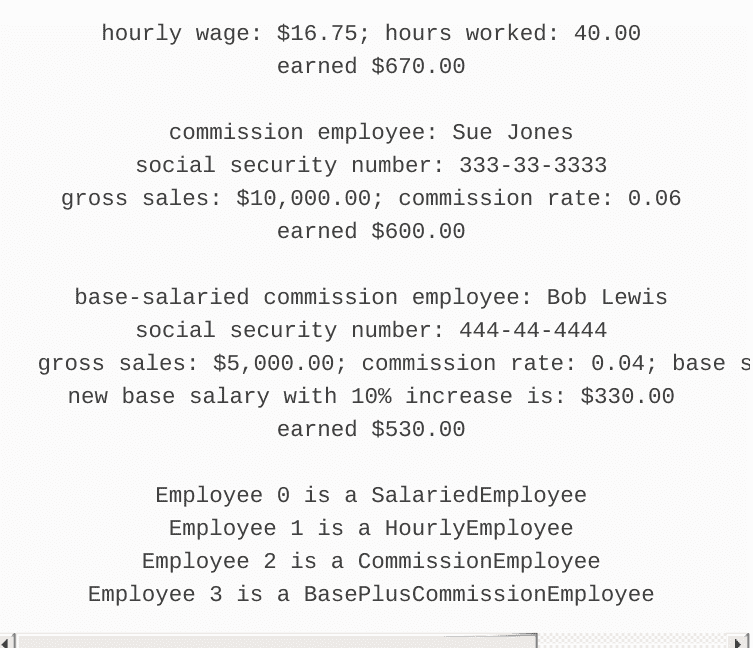 hourly wage: $16.75; hours worked: 40.00
earned $670.00
commission employee: Sue Jones
social security number: 333-33-3333
gross sales: $10,000.00; commission rate: 0.06
earned $600.00
base-salaried commission employee: Bob Lewis
social security number: 444-44-4444
gross sales: $5,000.00; commission rate: 0.04; base s
new base salary with 10% increase is: $330.00
earned $530.00
Employee 0 is a SalariedEmployee
Employee 1 is a HourlyEmployee
Employee 2 is a CommissionEmployee
Employee 3 is a BasePlusCommissionEmployee